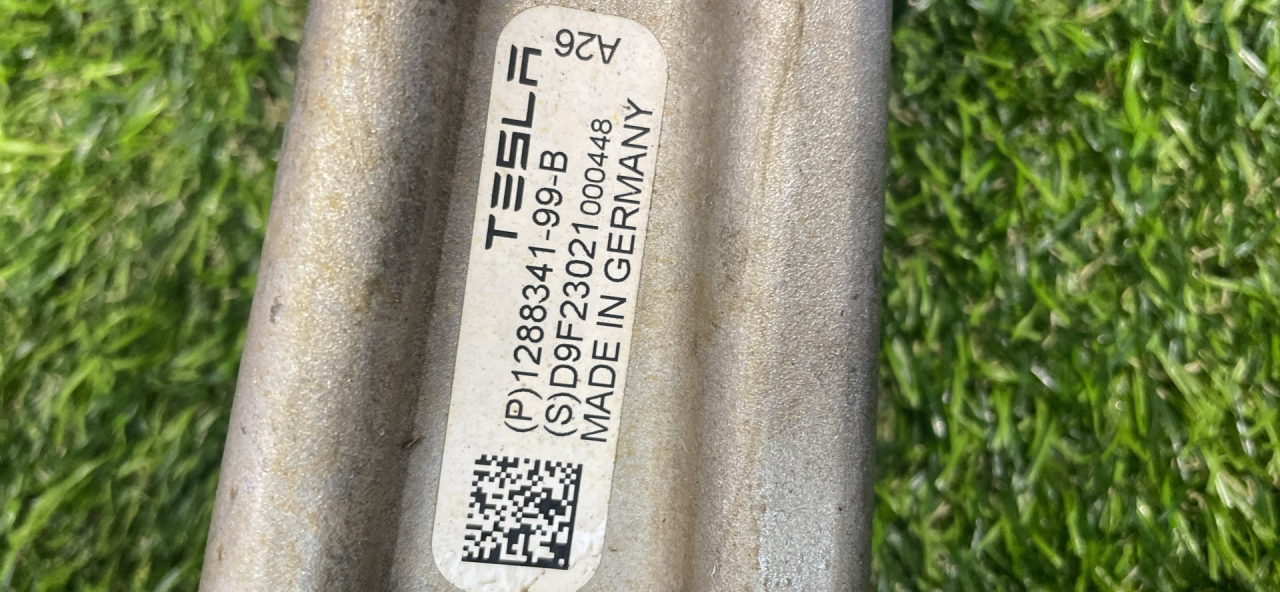 TESLA
(P)1288341-99-B
(S)D9F23021000448
MADE IN GERMANY
A26